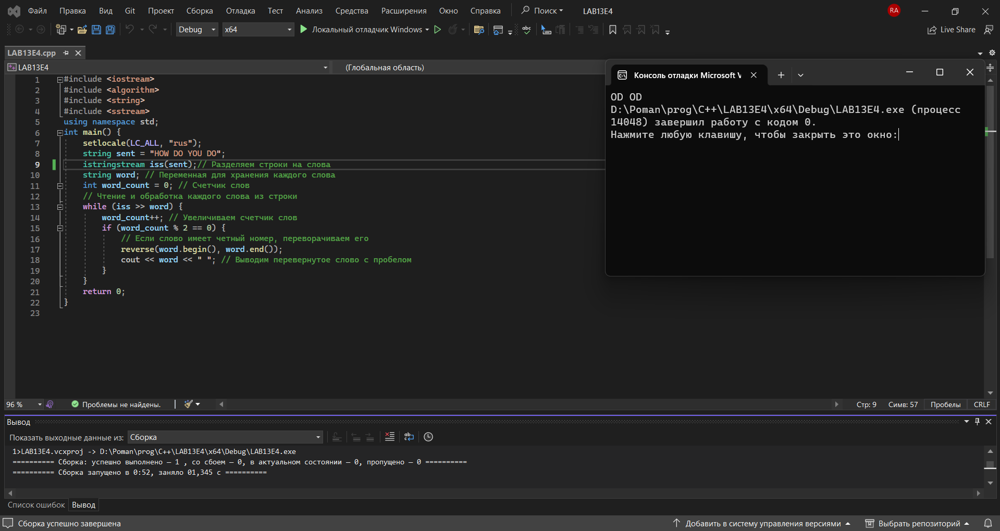 Файл Правка Вид Git Проект Сборка Отладка Тест Анализ Средства Расширения Окно Справка Поиск LAB13E4 RA
Debug x64 Локальный отладчик Windows Live Share
LAB13E4.cpp
LAB13E4 (Глобальная область)
1 #include <iostream>
2 #include <algorithm>
3 #include <string>
4 #include <sstream>
5 using namespace std;
6 int main() {
7 setlocale(LC_ALL, "rus");
8 string sent = "HOW DO YOU DO";
9 istringstream iss(sent);// Разделяем строки на слова
10 string word; // Переменная для хранения каждого слова
11 int word_count = 0; // Счетчик слов
12 // Чтение и обработка каждого слова из строки
13 while (iss >> word) {
14 word_count++; // Увеличиваем счетчик слов
15 if (word_count % 2 == 0) {
16 // Если слово имеет четный номер, переворачиваем его
17 reverse(word.begin(), word.end());
18 cout << word << " "; // Выводим перевернутое слово с пробелом
19 }
20 }
21 return 0;
22 }
23
Консоль отладки Microsoft V
OD OD
D:\Poman\prog\C++\LAB13E4\x64\Debug\LAB13E4.exe (процесс
14048) завершил работу с кодом 0.
Нажмите любую клавишу, чтобы закрыть это окно:
96 % Проблемы не найдены. Стр: 9 Симв: 57 Пробелы CRLF
Вывод
Показать выходные данные из: Сборка
1>LAB13E4.vcxproj -> D:\Poman\prog\C++\LAB13E4\x64\Debug\LAB13E4.exe
========== Сборка: успешно выполнено — 1 , со сбоем — 0, в актуальном состоянии — 0, пропущено — 0 ==========
========== Сборка запущено в 0:52, заняло 01,345 с ==========
Список ошибок Вывод
Сборка успешно завершена Добавить в систему управления версиями Выбрать репозиторий